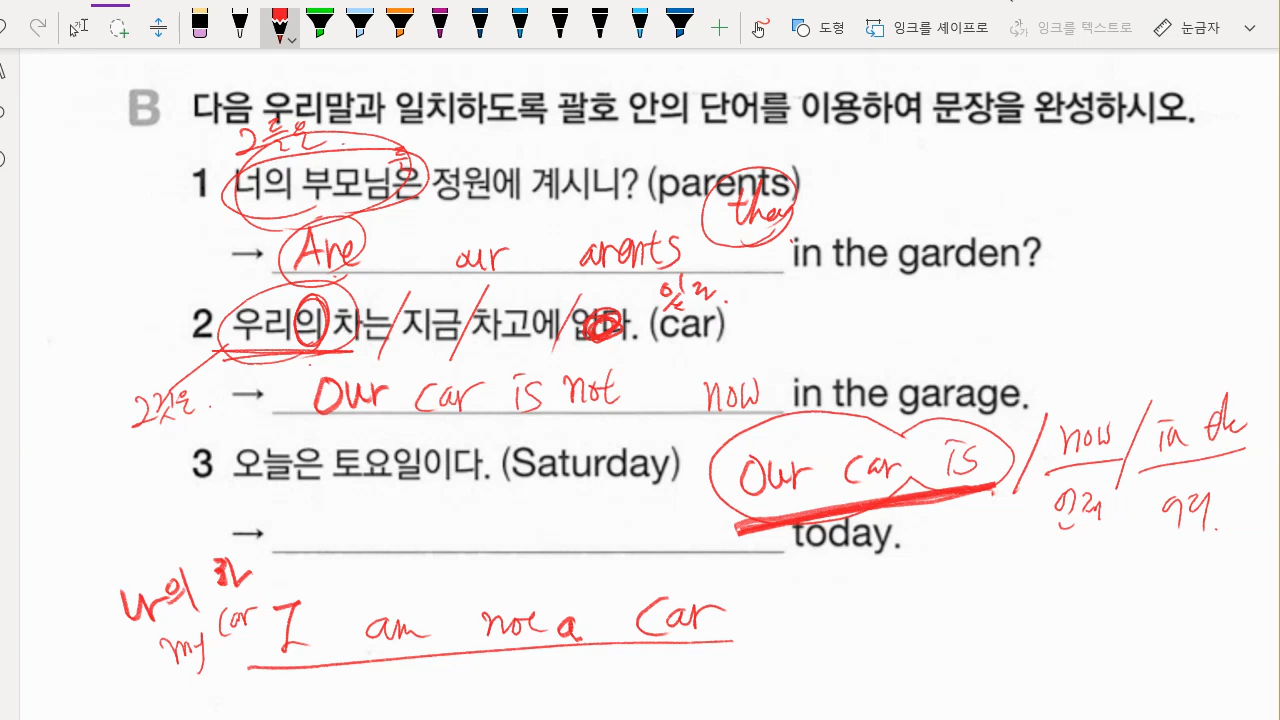 도형 잉크를 셰이프로 잉크를 텍스트로 눈금자
B 다음 우리말과 일치하도록 괄호 안의 단어를 이용하여 문장을 완성하시오.
그들은
1 너의 부모님은 정원에 계시니? (parents)
they
→ Are our arents in the garden?
있다.
2 우리의 차는 / 지금 / 차고에 / 없다. (car)
그것은.
→ Our car is not now in the garage.
3 오늘은 토요일이다. (Saturday)
Our car is / now / in the
언제 어디.
→ today.
나의 차
my car
I am not a car